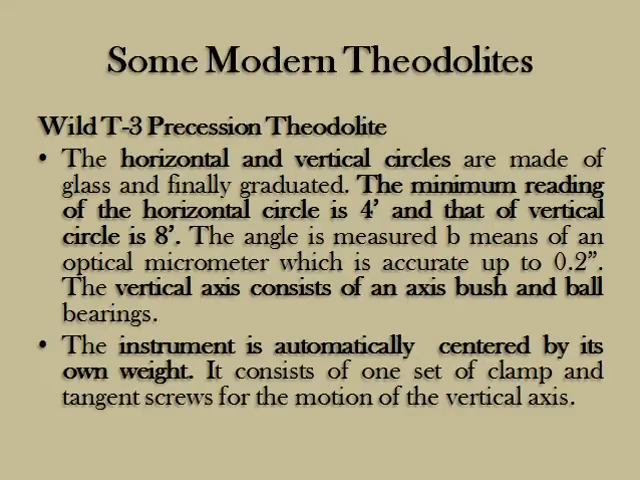 Some Modern Theodolites
Wild T-3 Precession Theodolite
• The horizontal and vertical circles are made of
glass and finally graduated. The minimum reading
of the horizontal circle is 4’ and that of vertical
circle is 8’. The angle is measured b means of an
optical micrometer which is accurate up to 0.2”.
The vertical axis consists of an axis bush and ball
bearings.
• The instrument is automatically centered by its
own weight. It consists of one set of clamp and
tangent screws for the motion of the vertical axis.